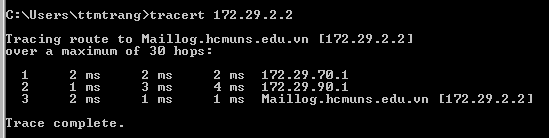 C:\Users\ttmtrang>tracert 172.29.2.2
Tracing route to Maillog.hcmuns.edu.vn [172.29.2.2]
over a maximum of 30 hops:
1 2 ms 2 ms 2 ms 172.29.70.1
2 1 ms 3 ms 4 ms 172.29.90.1
3 2 ms 1 ms 1 ms Maillog.hcmuns.edu.vn [172.29.2.2]
Trace complete.